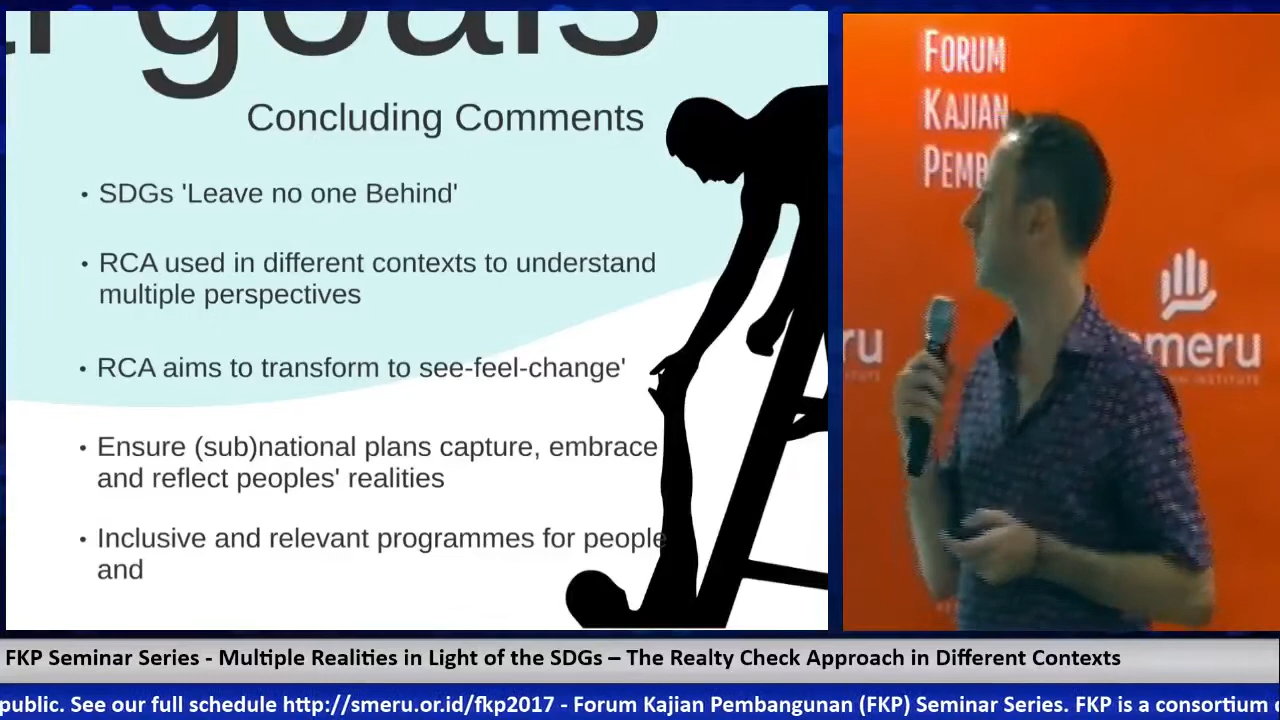 goals
Concluding Comments
• SDGs 'Leave no one Behind'
• RCA used in different contexts to understand
multiple perspectives
• RCA aims to transform to see-feel-change'
• Ensure (sub)national plans capture, embrace
and reflect peoples' realities
• Inclusive and relevant programmes for people
and
FORUM
KAJIAN
PEMB
smeru
FKP Seminar Series - Multiple Realities in Light of the SDGs – The Realty Check Approach in Different Contexts
public. See our full schedule http://smeru.or.id/fkp2017 - Forum Kajian Pembangunan (FKP) Seminar Series. FKP is a consortium